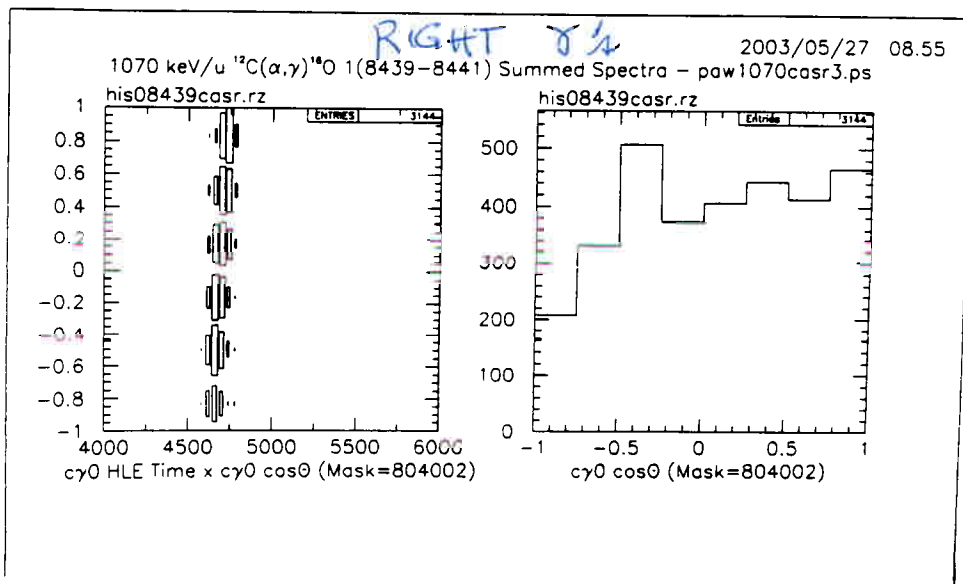 RIGHT γ's
2003/05/27 08.55
1070 keV/u ¹²C(α,γ)¹⁶O 1(8439-8441) Summed Spectra - paw1070casr3.ps
his08439casr.rz
ENTRIES 3144
1
0.8
0.6
0.4
0.2
0
-0.2
-0.4
-0.6
-0.8
-1
4000 4500 5000 5500 6000
cγ0 HLE Time x cγ0 cosΘ (Mask=804002)
his08439casr.rz
Entries 3144
500
400
300
200
100
0
-1 -0.5 0 0.5 1
cγ0 cosΘ (Mask=804002)